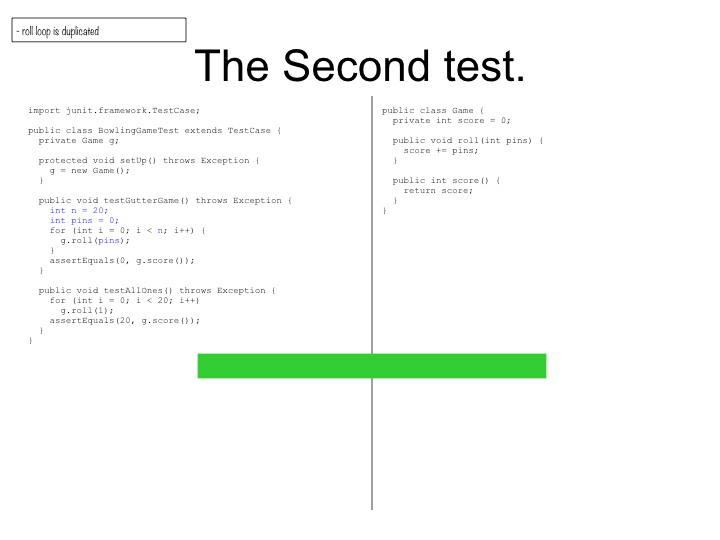 - roll loop is duplicated
The Second test.
import junit.framework.TestCase;

public class BowlingGameTest extends TestCase {
  private Game g;

  protected void setUp() throws Exception {
    g = new Game();
  }

  public void testGutterGame() throws Exception {
    int n = 20;
    int pins = 0;
    for (int i = 0; i < n; i++) {
      g.roll(pins);
    }
    assertEquals(0, g.score());
  }

  public void testAllOnes() throws Exception {
    for (int i = 0; i < 20; i++)
      g.roll(1);
    assertEquals(20, g.score());
  }
}
public class Game {
  private int score = 0;

  public void roll(int pins) {
    score += pins;
  }

  public int score() {
    return score;
  }
}